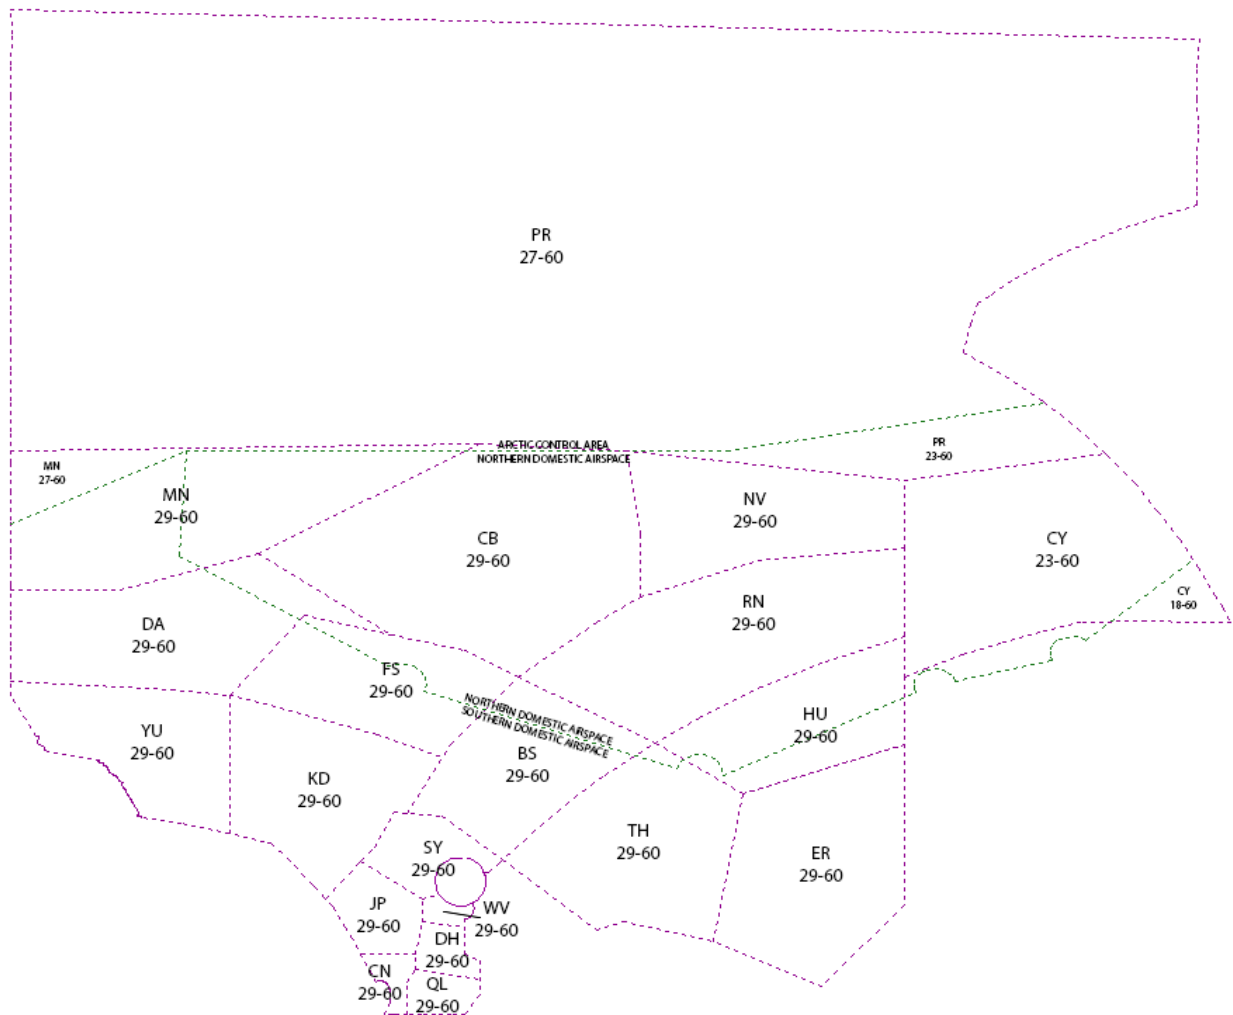 PR
27-60
ARCTIC CONTROL AREA
NORTHERN DOMESTIC AIRSPACE
PR
23-60
MN
27-60
MN
29-60
NV
29-60
CB
29-60
CY
23-60
CY
18-60
RN
29-60
DA
29-60
FS
29-60
NORTHERN DOMESTIC AIRSPACE
SOUTHERN DOMESTIC AIRSPACE
HU
29-60
YU
29-60
BS
29-60
KD
29-60
TH
29-60
SY
29-60
ER
29-60
JP
29-60
WV
29-60
DH
29-60
CN
29-60
QL
29-60